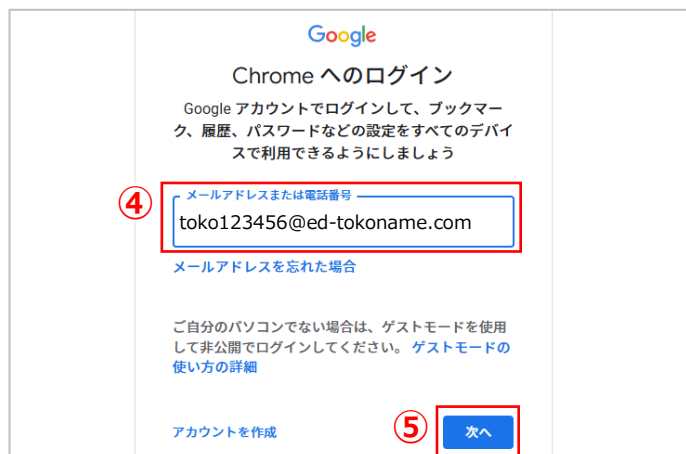 Google
Chrome へのログイン
Google アカウントでログインして、ブックマー
ク、履歴、パスワードなどの設定をすべてのデバイ
スで利用できるようにしましょう
④
メールアドレスまたは電話番号
toko123456@ed-tokoname.com
メールアドレスを忘れた場合
ご自分のパソコンでない場合は、ゲストモードを使用
して非公開でログインしてください。 ゲストモードの
使い方の詳細
アカウントを作成
⑤
次へ